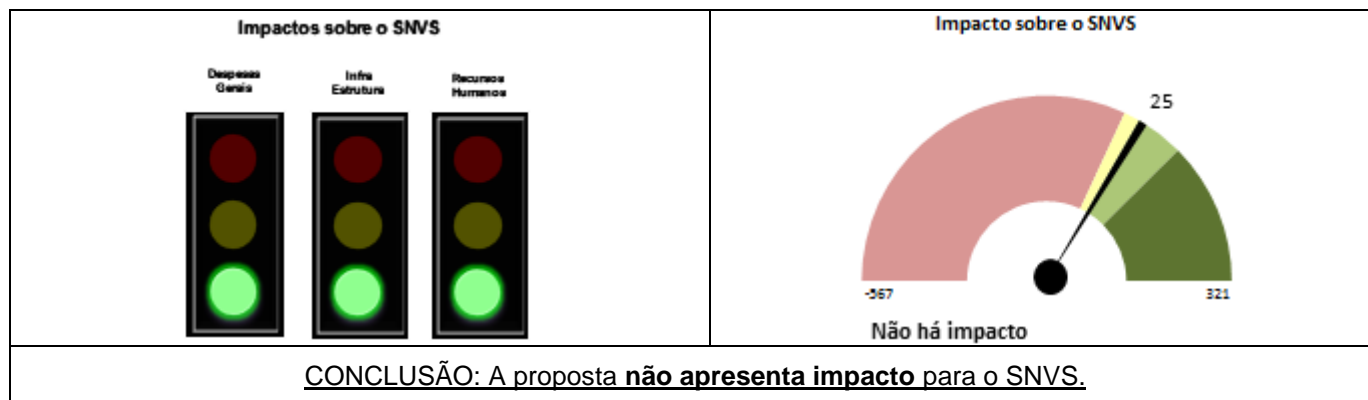 Impactos sobre o SNVS
Despesas
Gerais
Infra
Estrutura
Recursos
Humanos
Impacto sobre o SNVS
25
-567
321
Não há impacto
CONCLUSÃO: A proposta não apresenta impacto para o SNVS.